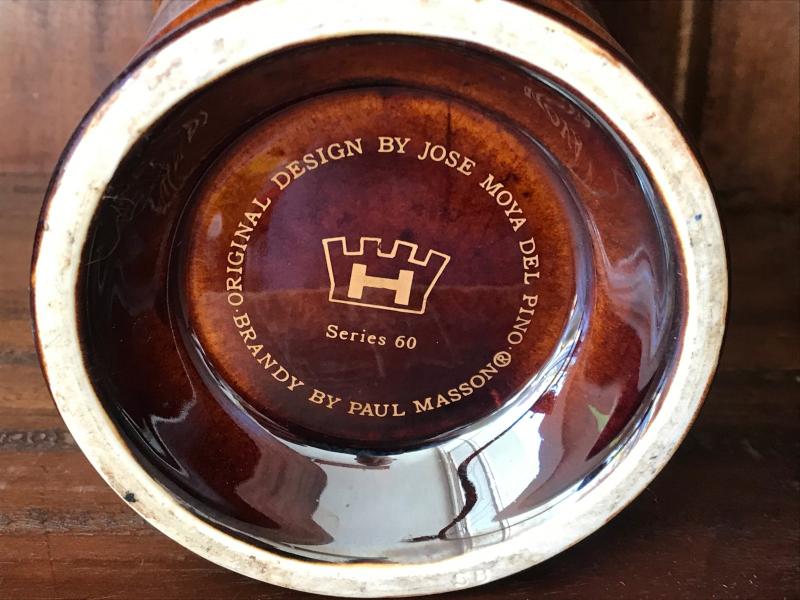 ·ORIGINAL DESIGN BY JOSE MOYA DEL PINO·
H
Series 60
BRANDY BY PAUL MASSON®